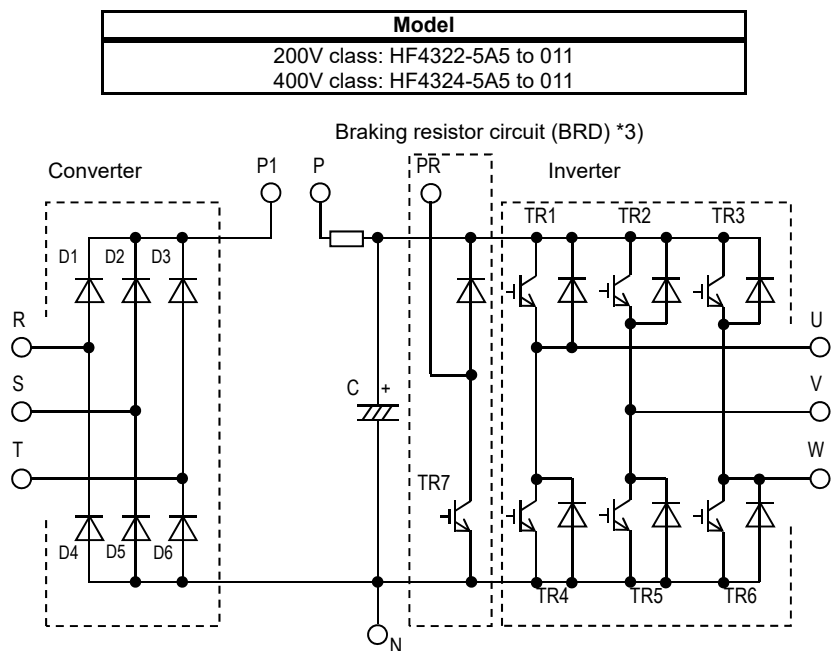 Model
200V class: HF4322-5A5 to 011
400V class: HF4324-5A5 to 011
Braking resistor circuit (BRD) *3)
Converter P1 P PR Inverter
TR1 TR2 TR3
D1 D2 D3
R U
S C + V
T W
TR7
D4 D5 D6
TR4 TR5 TR6
N